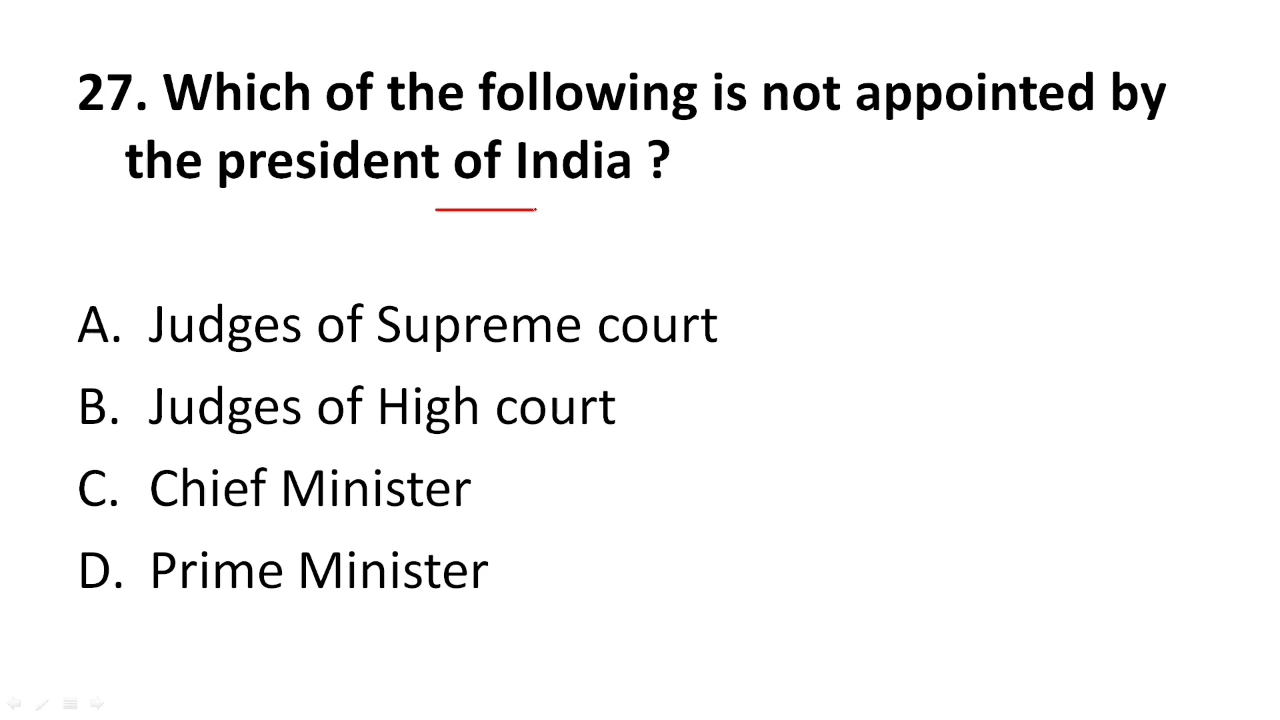 27. Which of the following is not appointed by
the president of India ?
A. Judges of Supreme court
B. Judges of High court
C. Chief Minister
D. Prime Minister